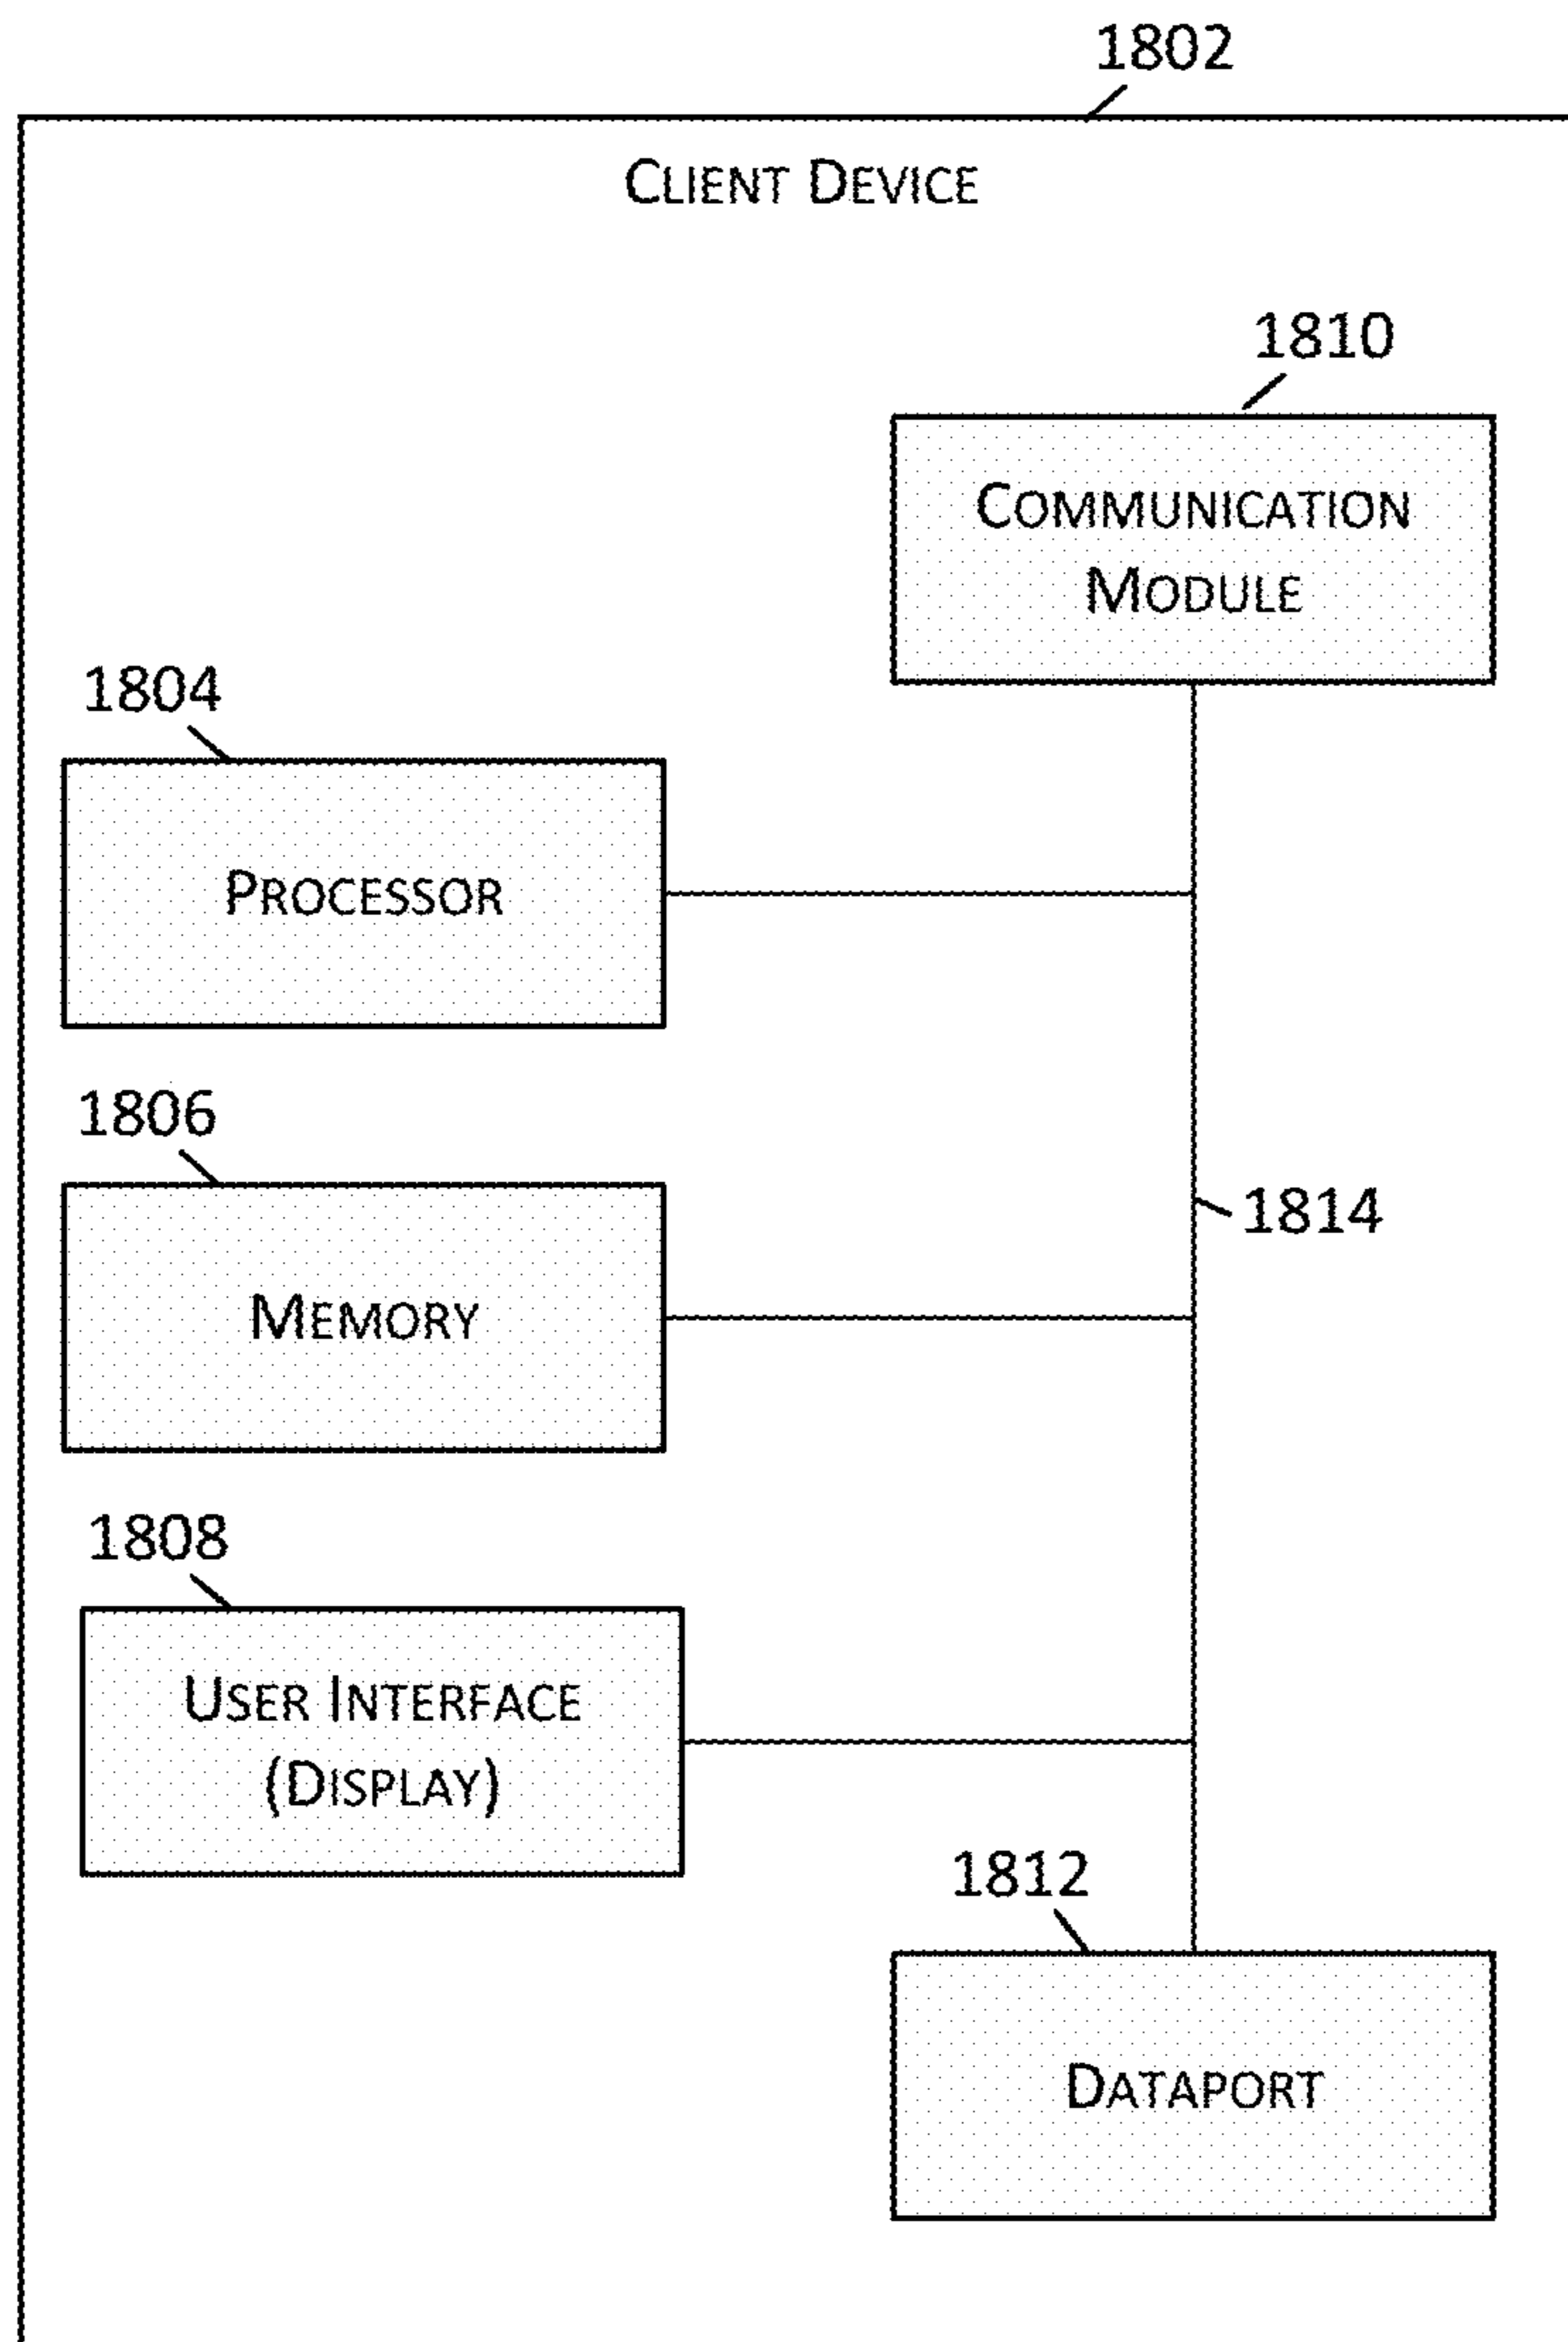 1802
CLIENT DEVICE
1810
COMMUNICATION
MODULE
1804
PROCESSOR
1806
1814
MEMORY
1808
USER INTERFACE
(DISPLAY)
1812
DATAPORT